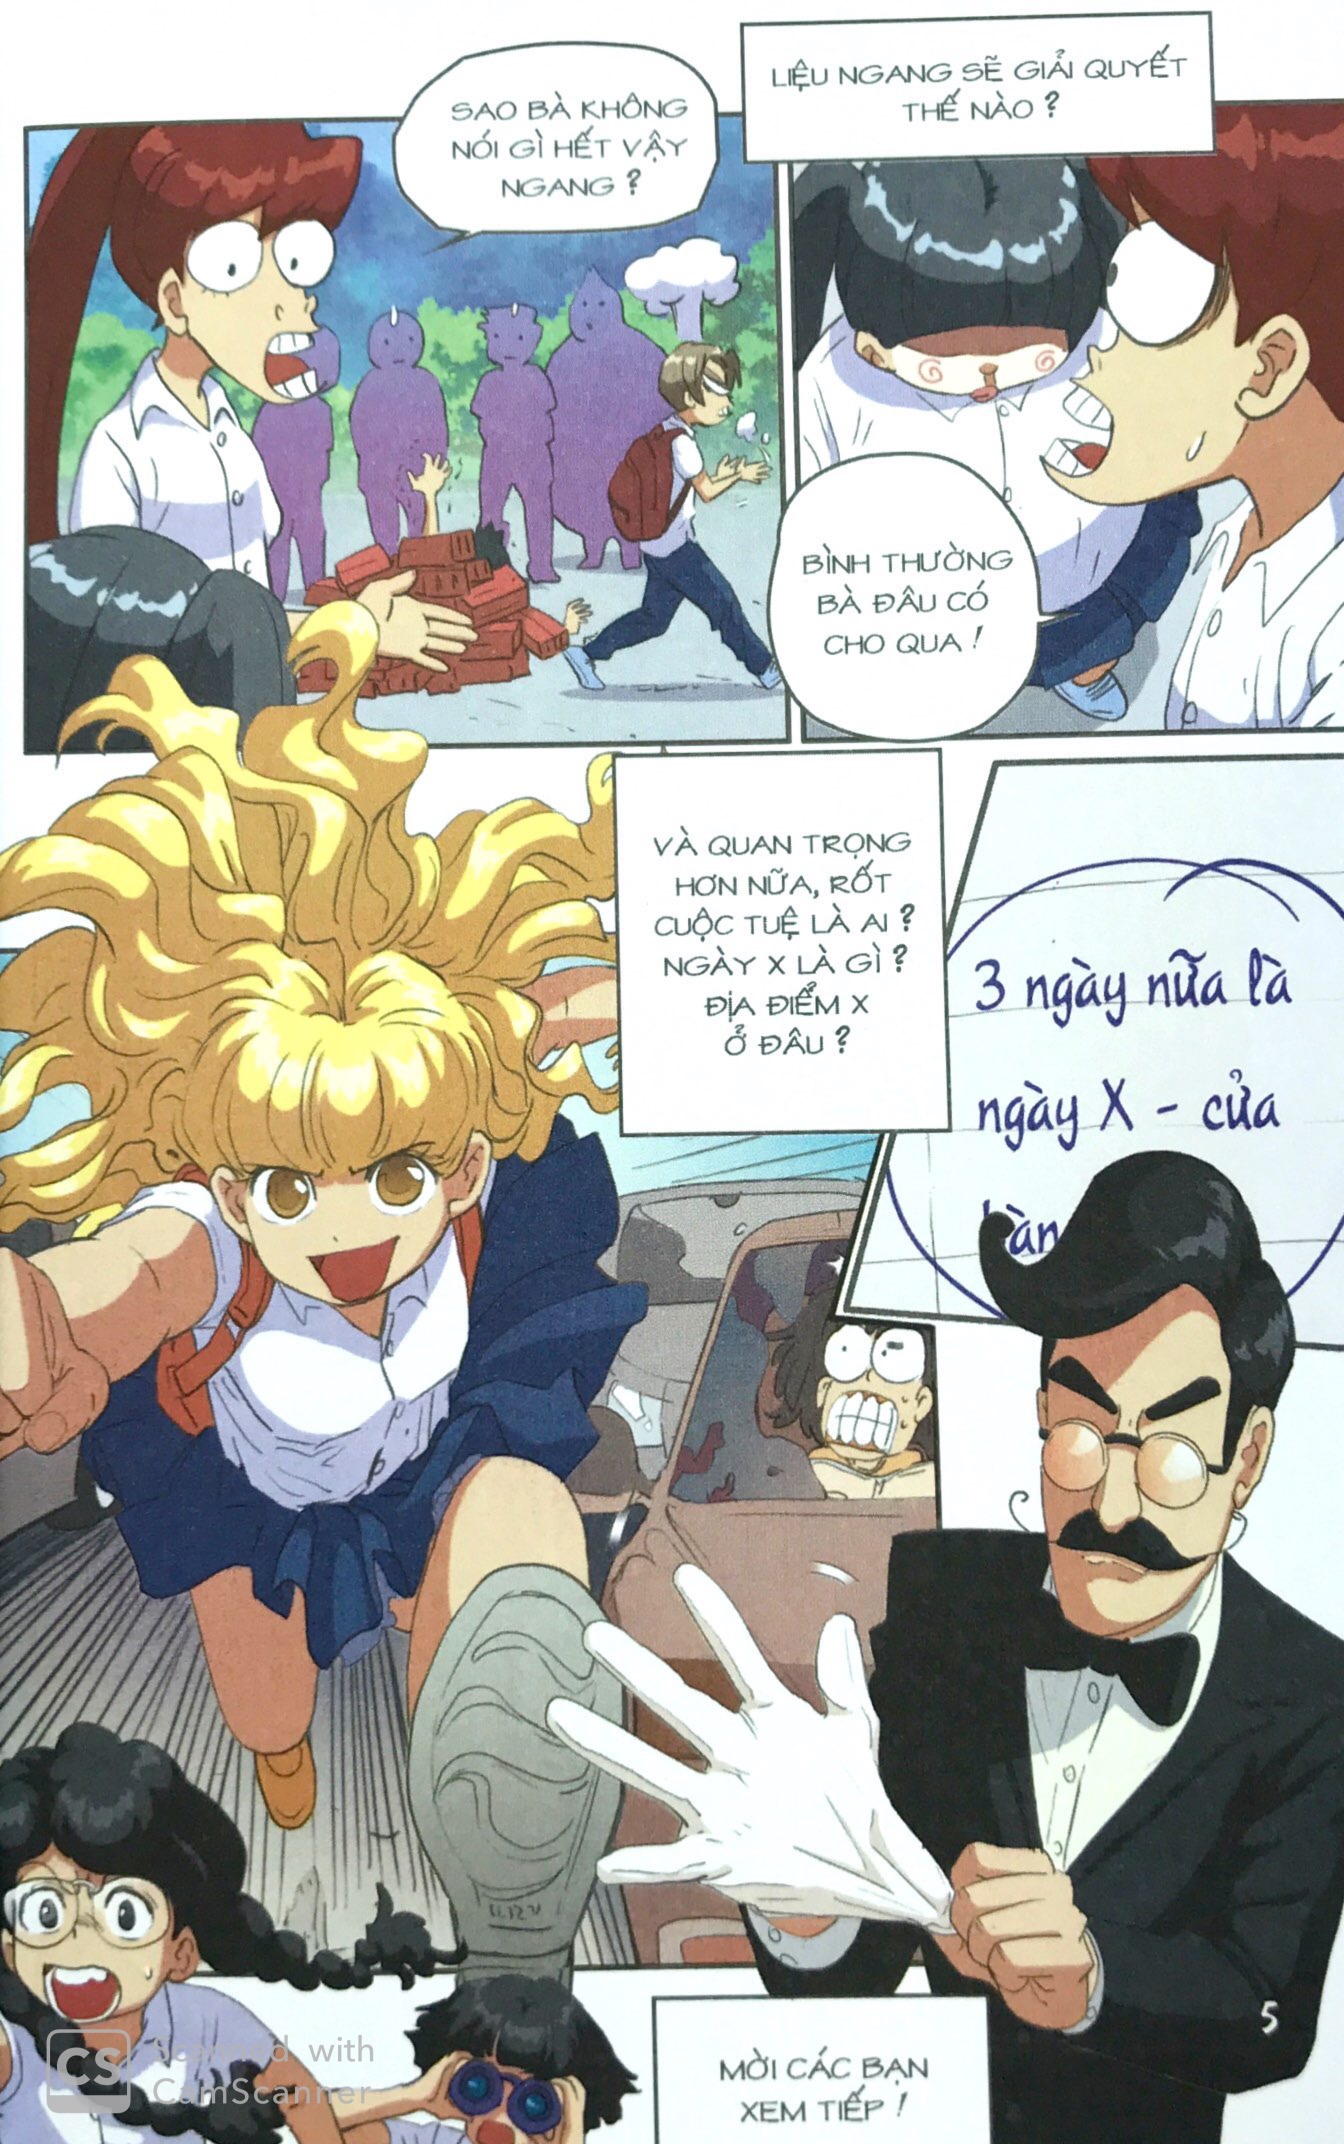 SAO BÀ KHÔNG
NÓI GÌ HẾT VẬY
NGANG?
LIỆU NGANG SẼ GIẢI QUYẾT
THẾ NÀO?
BÌNH THƯỜNG
BÀ ĐÂU CÓ
CHO QUA!
VÀ QUAN TRỌNG
HƠN NỮA, RỐT
CUỘC TUỆ LÀ AI?
NGÀY X LÀ GÌ?
ĐỊA ĐIỂM X
Ở ĐÂU?
3 ngày nữa là
ngày X - cửa
MỜI CÁC BẠN
XEM TIẾP!
5
CS
Scanned with
CamScanner